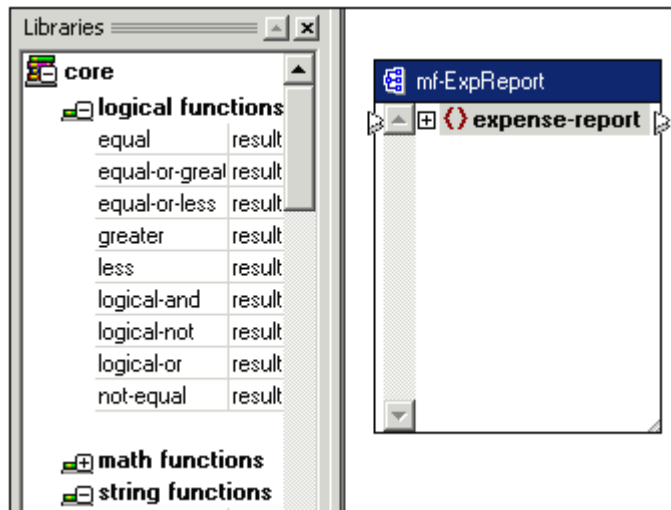 Libraries
core
logical functions
equal result
equal-or-great result
equal-or-less result
greater result
less result
logical-and result
logical-not result
logical-or result
not-equal result
math functions
string functions
mf-ExpReport
expense-report